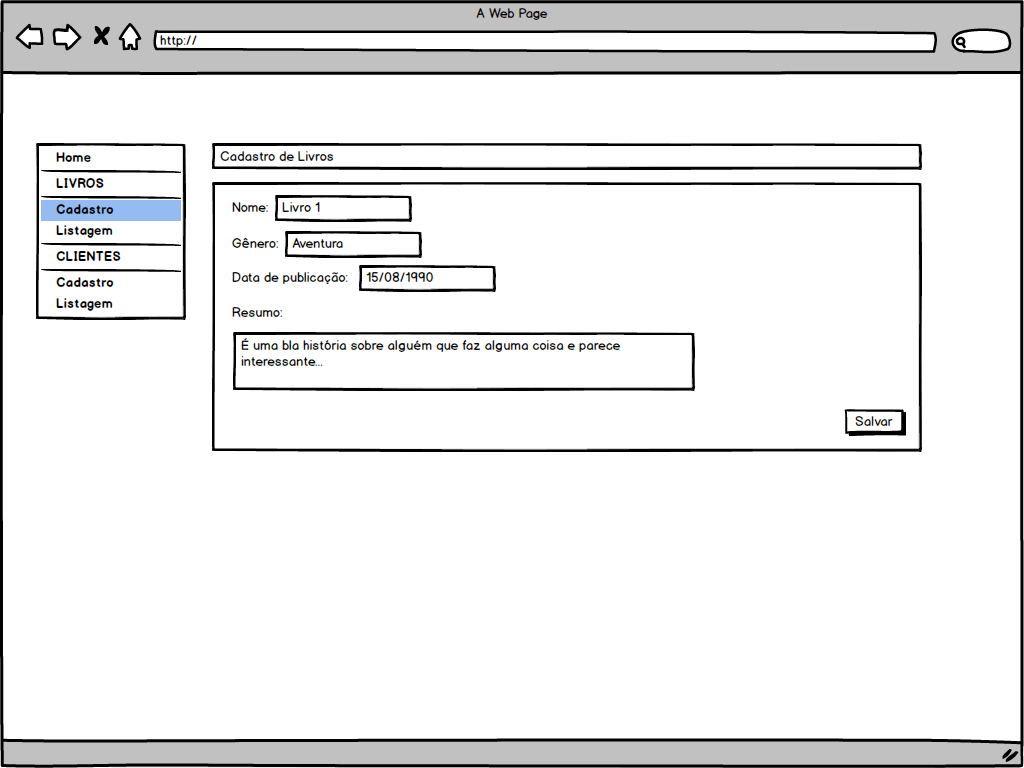 A Web Page
http://
Home
LIVROS
Cadastro
Listagem
CLIENTES
Cadastro
Listagem
Cadastro de Livros
Nome: Livro 1
Gênero: Aventura
Data de publicação: 15/08/1990
Resumo:
É uma bla história sobre alguém que faz alguma coisa e parece
interessante...
Salvar